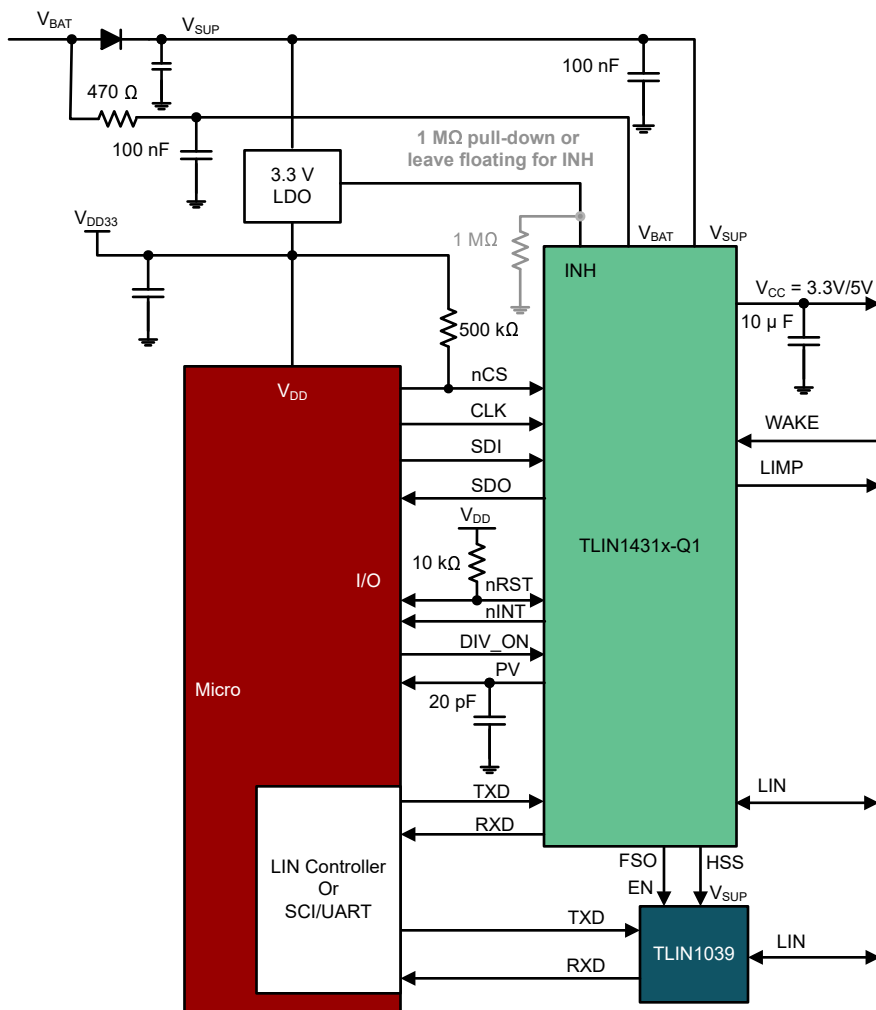 VBAT
VSUP
470 Ω
100 nF
100 nF
1 MΩ pull-down or
leave floating for INH
3.3 V
LDO
VDD33
1 MΩ
VBAT
VSUP
INH
VCC = 3.3V/5V
10 µ F
500 kΩ
VDD
nCS
CLK
SDI
SDO
WAKE
LIMP
VDD
10 kΩ
TLIN1431x-Q1
I/O
nRST
nINT
DIV_ON
PV
Micro
20 pF
TXD
RXD
LIN
LIN Controller
Or
SCI/UART
FSO
HSS
EN
VSUP
TXD
TLIN1039
LIN
RXD